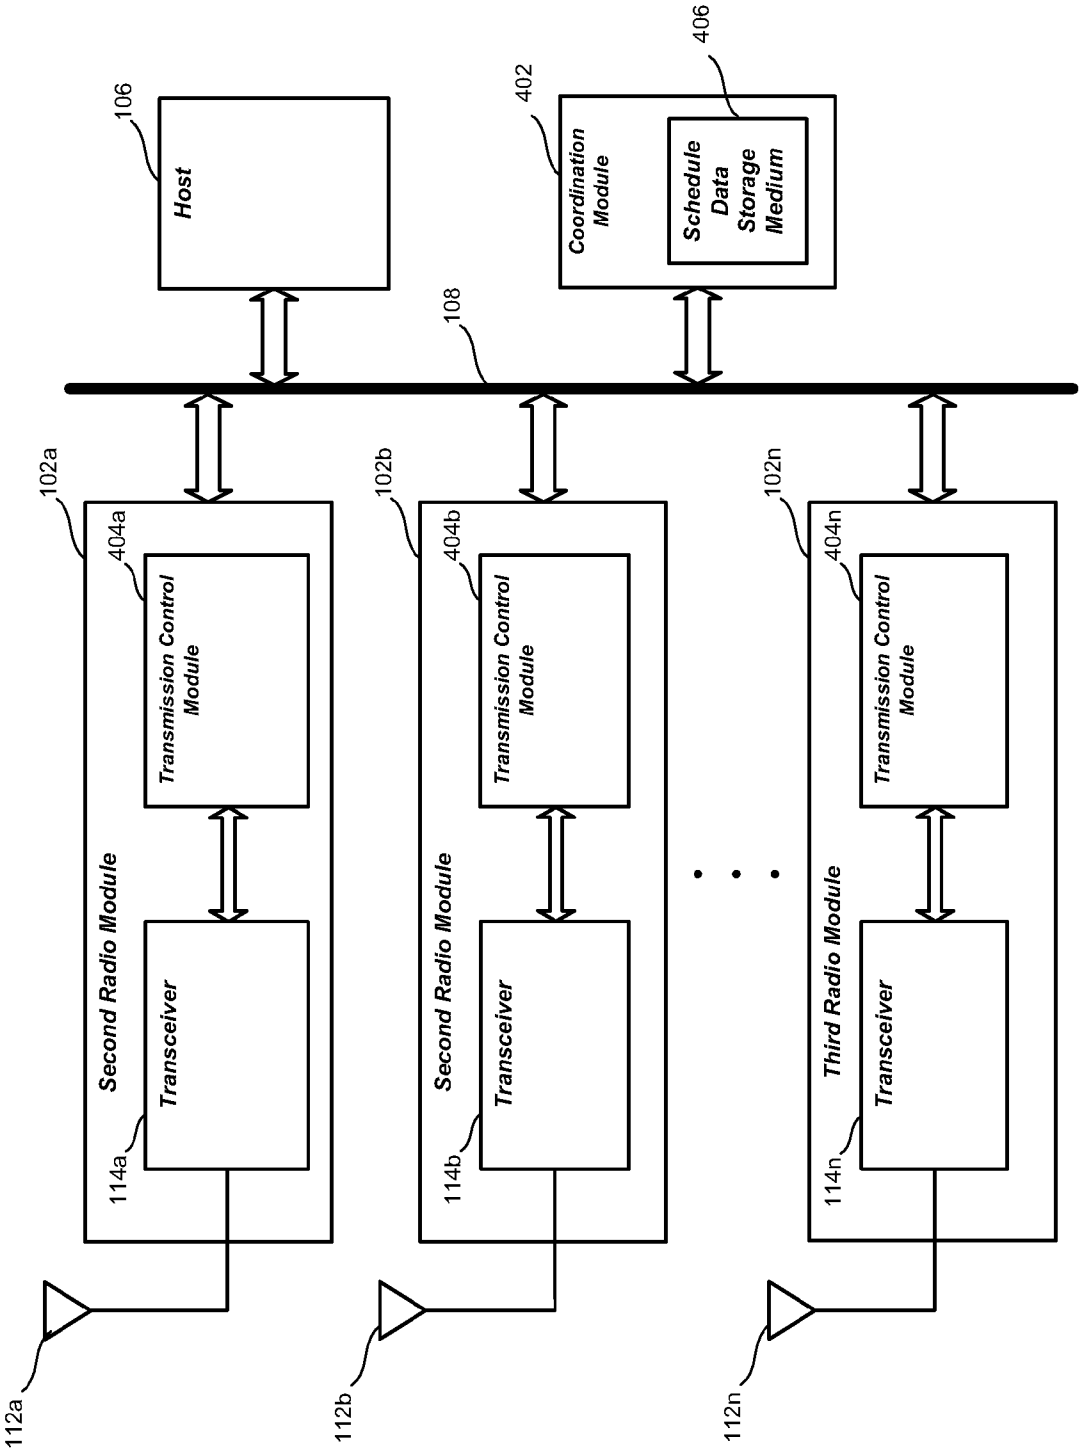 106
Host
402
Coordination
Module
406
Schedule
Data
Storage
Medium
108
102a
Second Radio Module
404a
Transmission Control
Module
114a
Transceiver
112a
102b
Second Radio Module
404b
Transmission Control
Module
114b
Transceiver
112b
102n
Third Radio Module
404n
Transmission Control
Module
114n
Transceiver
112n